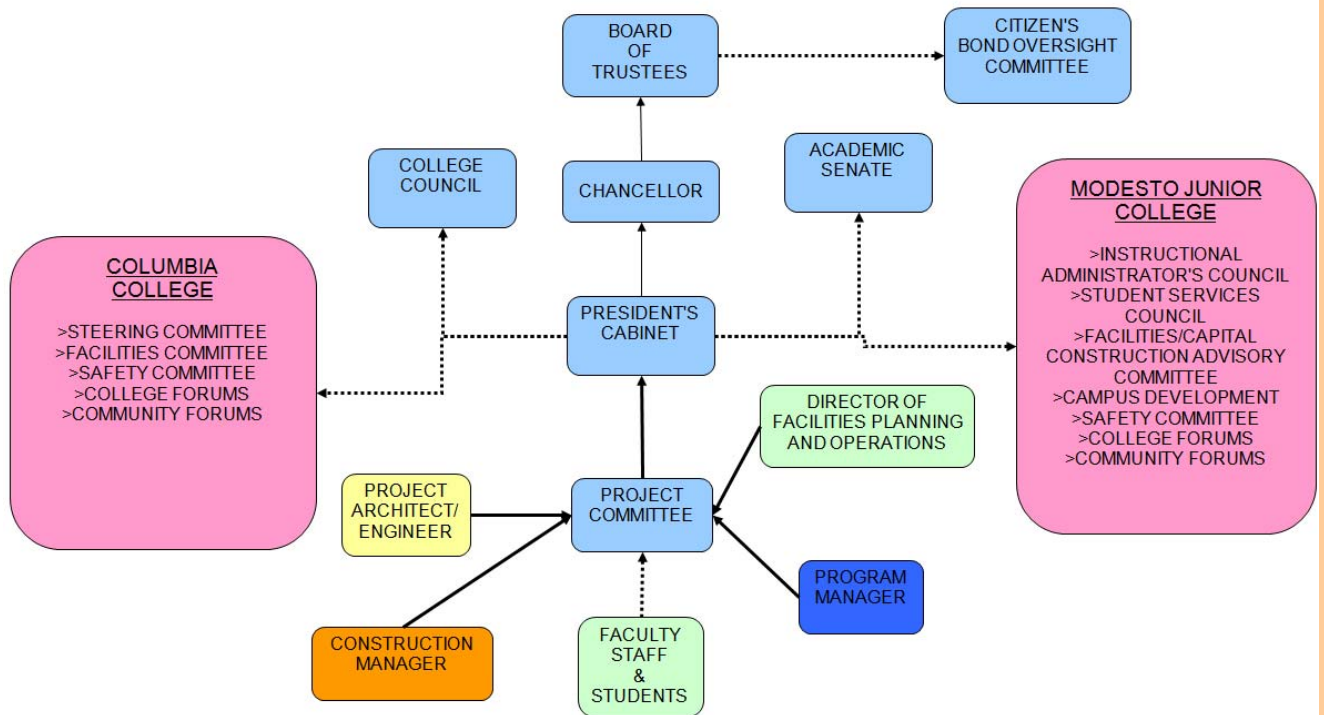 BOARD
OF
TRUSTEES
CITIZEN'S
BOND OVERSIGHT
COMMITTEE
COLLEGE
COUNCIL
CHANCELLOR
ACADEMIC
SENATE
COLUMBIA
COLLEGE
>STEERING COMMITTEE
>FACILITIES COMMITTEE
>SAFETY COMMITTEE
>COLLEGE FORUMS
>COMMUNITY FORUMS
PRESIDENT'S
CABINET
MODESTO JUNIOR
COLLEGE
>INSTRUCTIONAL
ADMINISTRATOR'S COUNCIL
>STUDENT SERVICES
COUNCIL
>FACILITIES/CAPITAL
CONSTRUCTION ADVISORY
COMMITTEE
>CAMPUS DEVELOPMENT
>SAFETY COMMITTEE
>COLLEGE FORUMS
>COMMUNITY FORUMS
DIRECTOR OF
FACILITIES PLANNING
AND OPERATIONS
PROJECT
ARCHITECT/
ENGINEER
PROJECT
COMMITTEE
PROGRAM
MANAGER
CONSTRUCTION
MANAGER
FACULTY
STAFF
&
STUDENTS